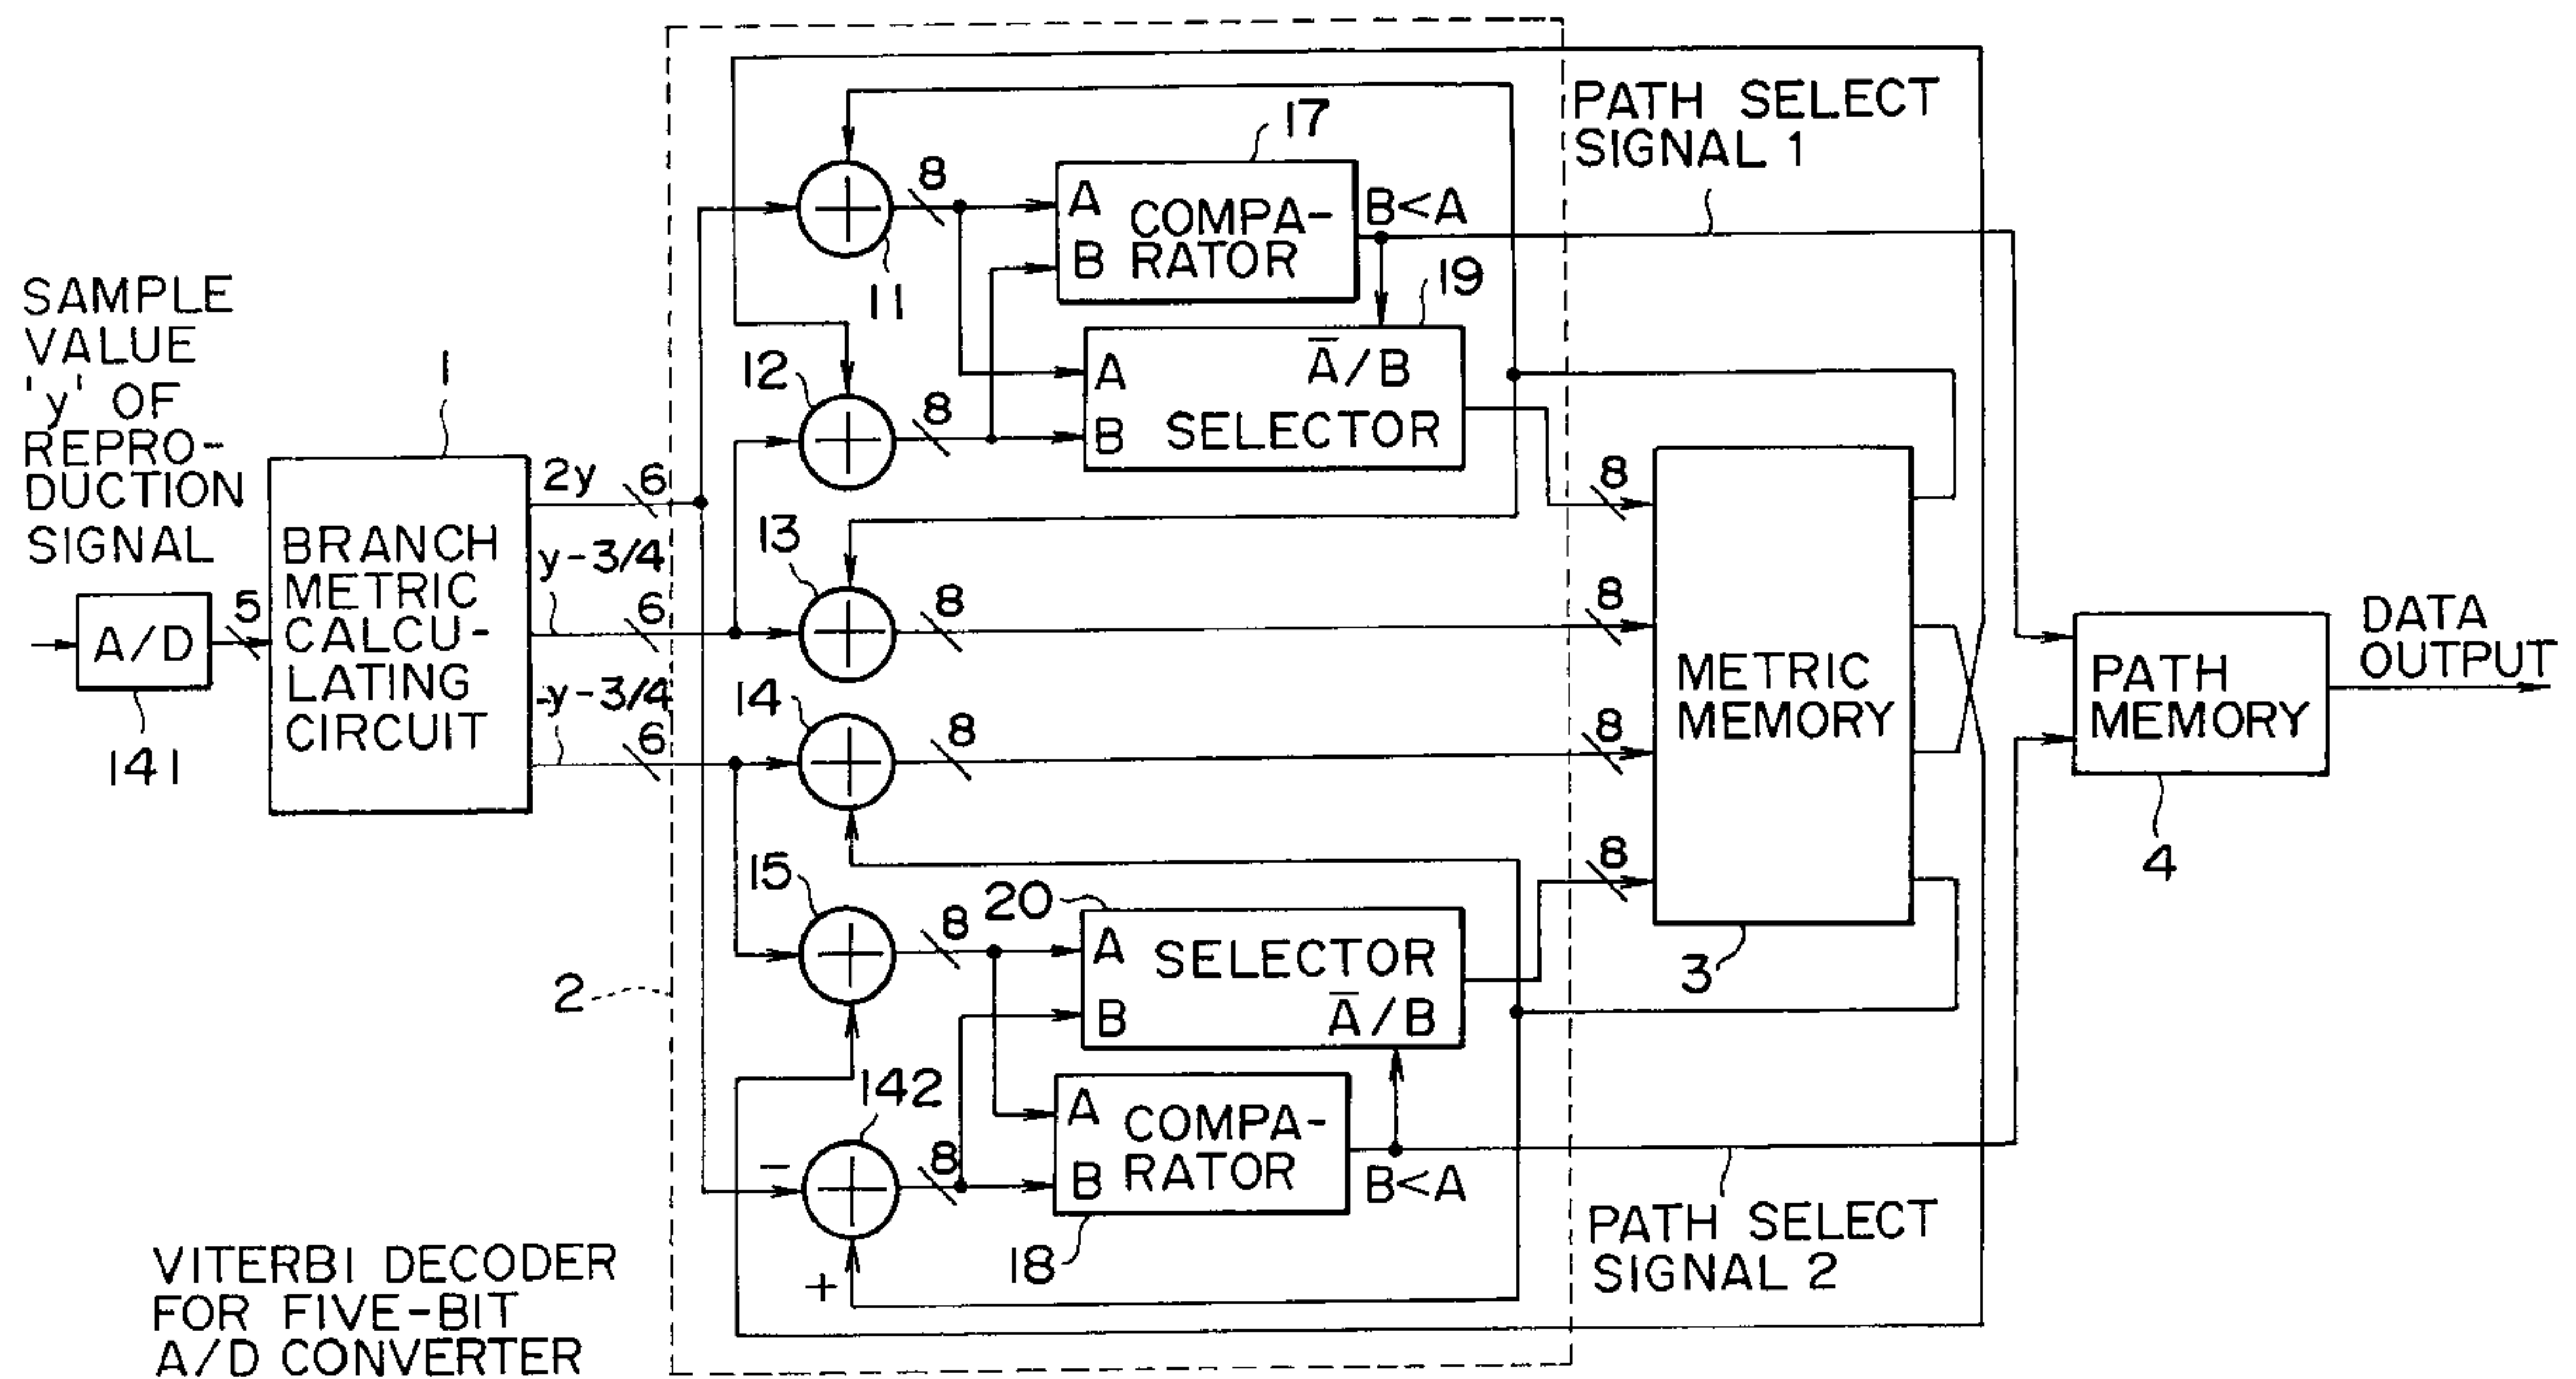 SAMPLE
VALUE
'y' OF
REPRO-
DUCTION
SIGNAL
A/D
141
5
1
BRANCH
METRIC
CALCU-
LATING
CIRCUIT
2y
6
y-3/4
6
-y-3/4
6
2
11
8
12
8
13
8
14
8
15
8
142
-
+
8
17
A
B
COMPA-
RATOR
B<A
19
A
B
A̅/B
SELECTOR
20
A
B
SELECTOR
A̅/B
18
A
B
COMPA-
RATOR
B<A
PATH SELECT
SIGNAL 1
8
8
8
8
METRIC
MEMORY
3
PATH SELECT
SIGNAL 2
PATH
MEMORY
4
DATA
OUTPUT
VITERBI DECODER
FOR FIVE-BIT
A/D CONVERTER